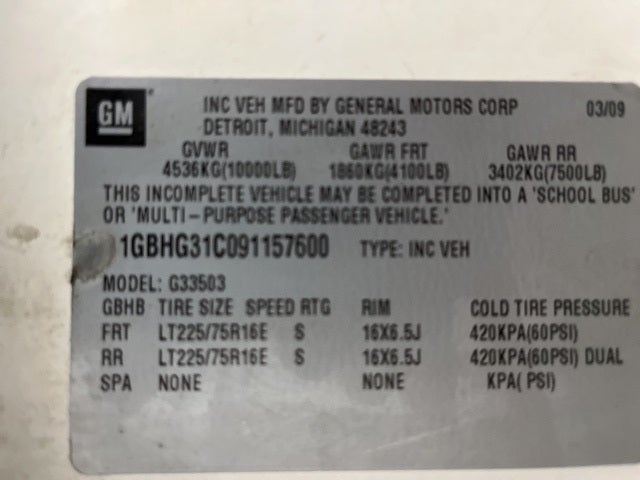 GM INC VEH MFD BY GENERAL MOTORS CORP 03/09
DETROIT, MICHIGAN 48243
GVWR GAWR FRT GAWR RR
4536KG(10000LB) 1860KG(4100LB) 3402KG(7500LB)
THIS INCOMPLETE VEHICLE MAY BE COMPLETED INTO A 'SCHOOL BUS'
OR 'MULTI-PURPOSE PASSENGER VEHICLE.'
1GBHG31C091157600 TYPE: INC VEH
MODEL: G33503
GBHB TIRE SIZE SPEED RTG RIM COLD TIRE PRESSURE
FRT LT225/75R16E S 16X6.5J 420KPA(60PSI)
RR LT225/75R16E S 16X6.5J 420KPA(60PSI) DUAL
SPA NONE NONE KPA( PSI)